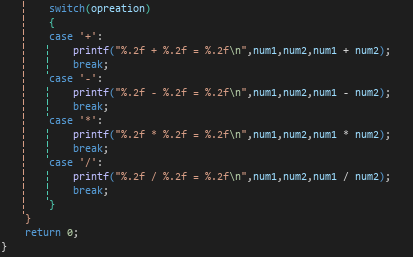 switch(opreation)
{
case '+':
printf("%.2f + %.2f = %.2f\n",num1,num2,num1 + num2);
break;
case '-':
printf("%.2f - %.2f = %.2f\n",num1,num2,num1 - num2);
break;
case '*':
printf("%.2f * %.2f = %.2f\n",num1,num2,num1 * num2);
break;
case '/':
printf("%.2f / %.2f = %.2f\n",num1,num2,num1 / num2);
break;
}
}
return 0;
}